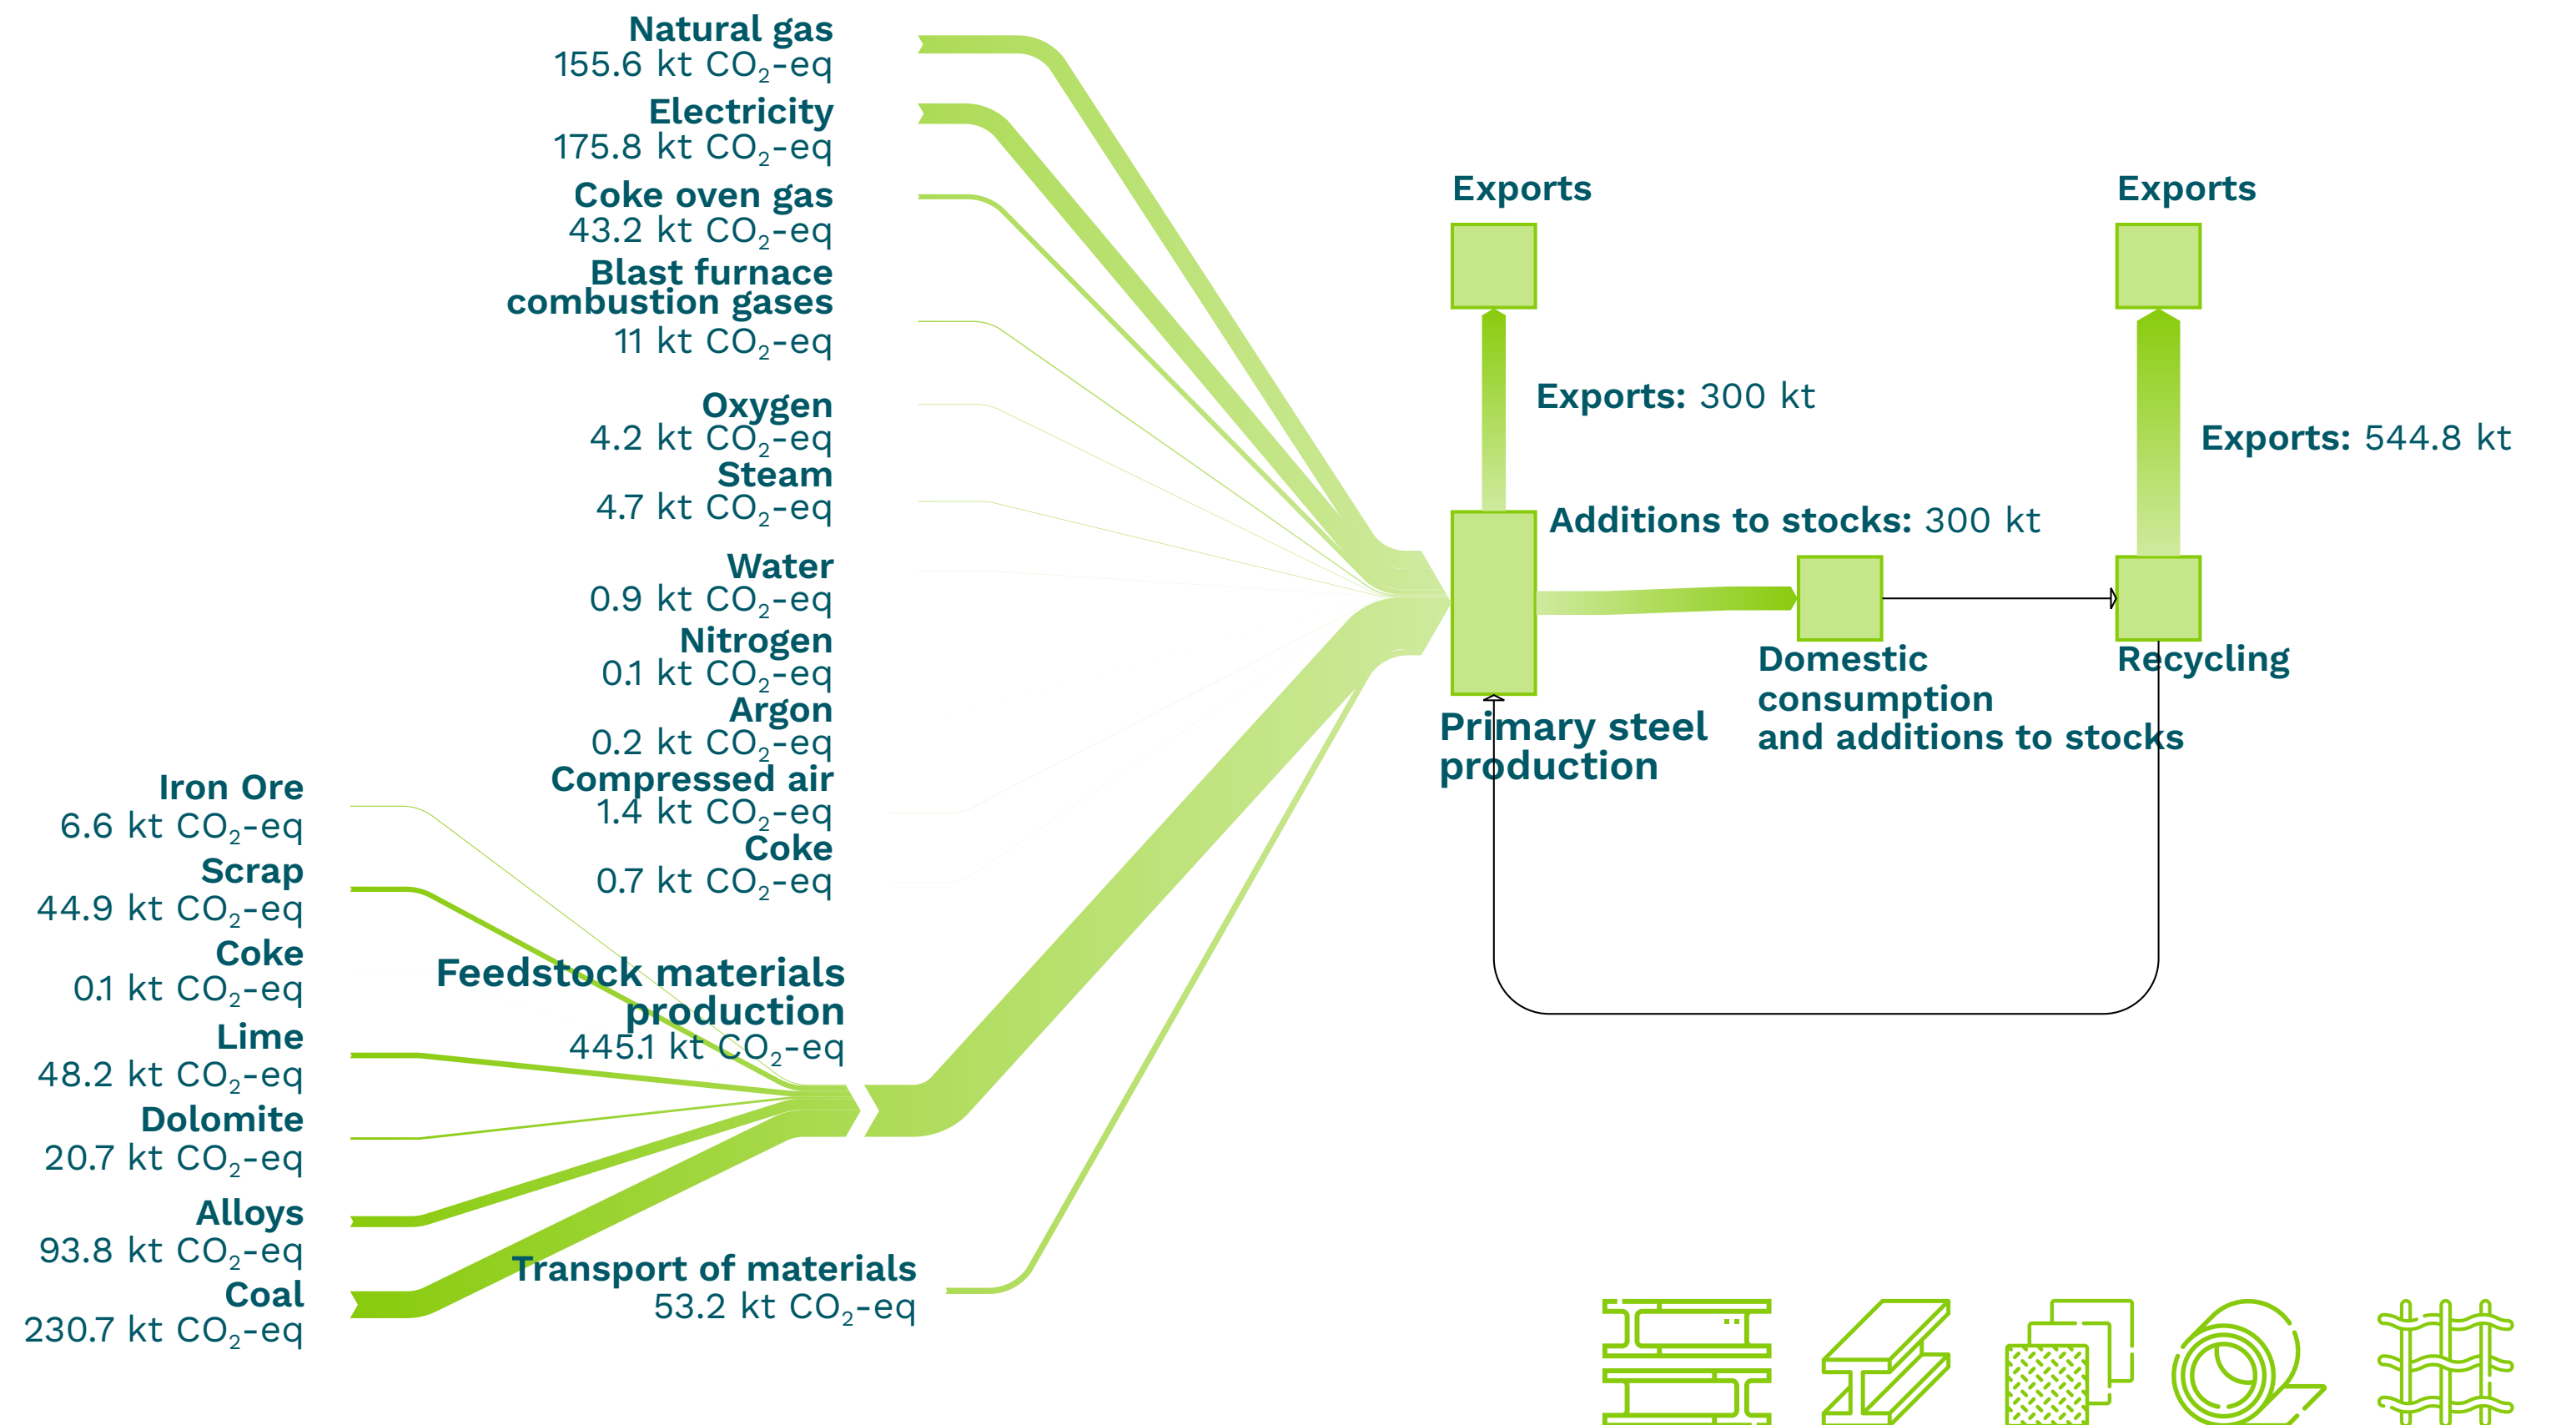 Natural gas
155.6 kt CO₂-eq
Electricity
175.8 kt CO₂-eq
Coke oven gas
43.2 kt CO₂-eq
Blast furnace
combustion gases
11 kt CO₂-eq
Oxygen
4.2 kt CO₂-eq
Steam
4.7 kt CO₂-eq
Water
0.9 kt CO₂-eq
Nitrogen
0.1 kt CO₂-eq
Argon
0.2 kt CO₂-eq
Compressed air
1.4 kt CO₂-eq
Coke
0.7 kt CO₂-eq
Iron Ore
6.6 kt CO₂-eq
Scrap
44.9 kt CO₂-eq
Coke
0.1 kt CO₂-eq
Lime
48.2 kt CO₂-eq
Dolomite
20.7 kt CO₂-eq
Alloys
93.8 kt CO₂-eq
Coal
230.7 kt CO₂-eq
Feedstock materials
production
445.1 kt CO₂-eq
Transport of materials
53.2 kt CO₂-eq
Exports
Exports: 300 kt
Additions to stocks: 300 kt
Primary steel
production
Domestic
consumption
and additions to stocks
Exports
Exports: 544.8 kt
Recycling